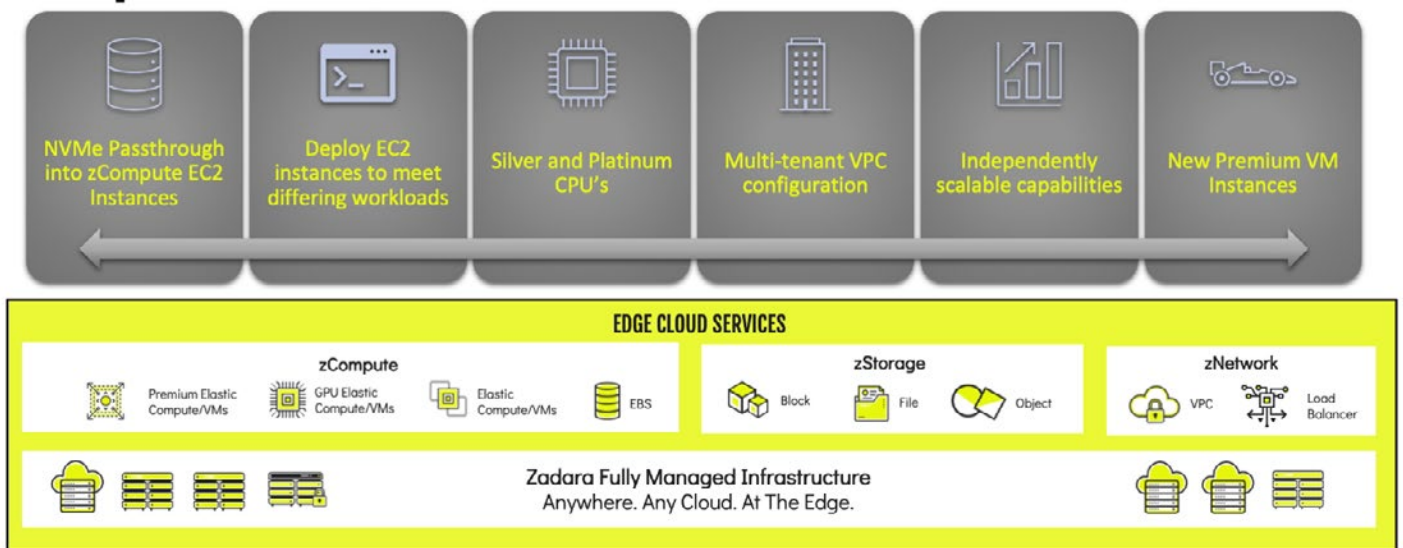 NVMe Passthrough
into zCompute EC2
Instances
Deploy EC2
instances to meet
differing workloads
Silver and Platinum
CPU's
Multi-tenant VPC
configuration
Independently
scalable capabilities
New Premium VM
Instances
EDGE CLOUD SERVICES
zCompute
Premium Elastic
Compute/VMs
GPU Elastic
Compute/VMs
Elastic
Compute/VMs
EBS
zStorage
Block
File
Object
zNetwork
VPC
Load
Balancer
Zadara Fully Managed Infrastructure
Anywhere. Any Cloud. At The Edge.